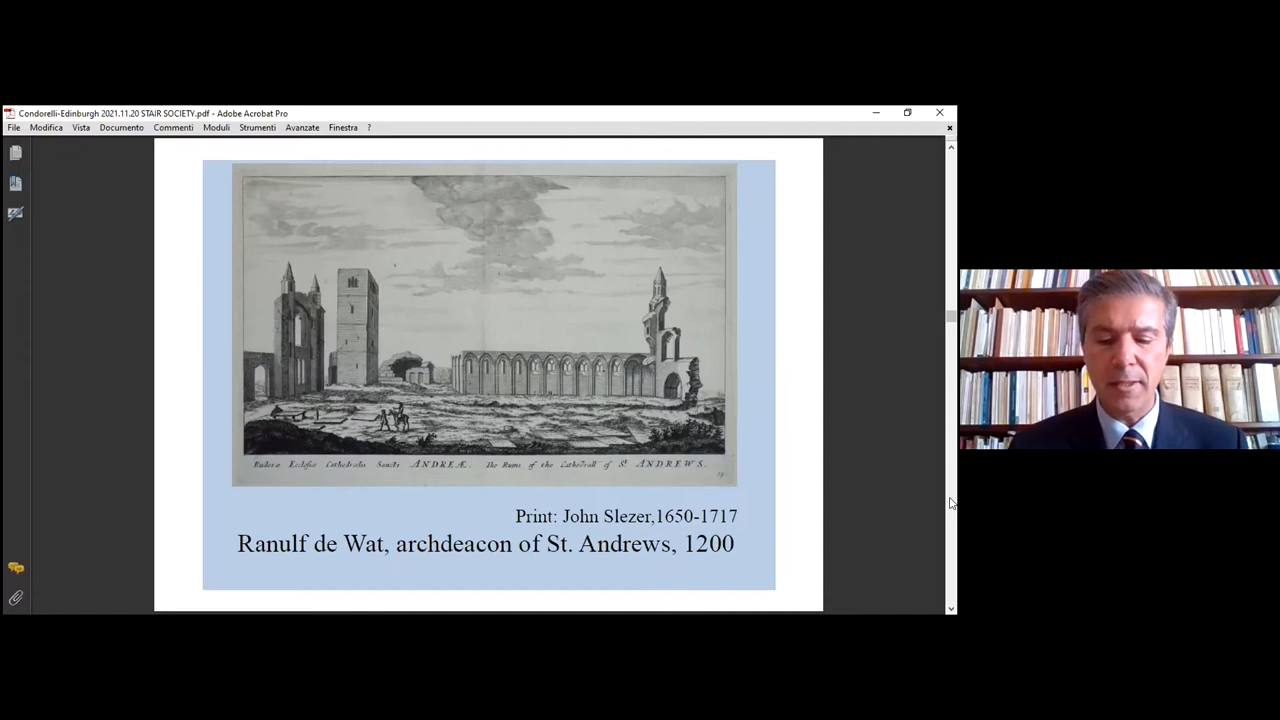 Condorelli-Edinburgh 2021.11.20 STAIR SOCIETY.pdf - Adobe Acrobat Pro
File Modifica Vista Documento Commenti Moduli Strumenti Avanzate Finestra ?
Ruderæ Ecclesiæ Cathedralis Sancti ANDREÆ. The Ruins of the Cathedrall of St. ANDREWS.
Print: John Slezer,1650-1717
Ranulf de Wat, archdeacon of St. Andrews, 1200